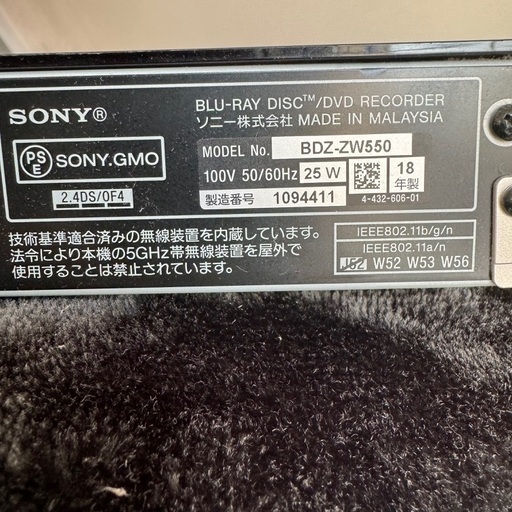 SONY®
BLU-RAY DISC™/DVD RECORDER
ソニー株式会社 MADE IN MALAYSIA
PSE SONY.GMO
MODEL No. BDZ-ZW550
100V 50/60Hz 25 W
18年製
2.4DS/OF4
製造番号 1094411
4-432-606-01
技術基準適合済みの無線装置を内蔵しています。
法令により本機の5GHz帯無線装置を屋外で
使用することは禁止されています。
IEEE802.11b/g/n
IEEE802.11a/n
J52 W52 W53 W56